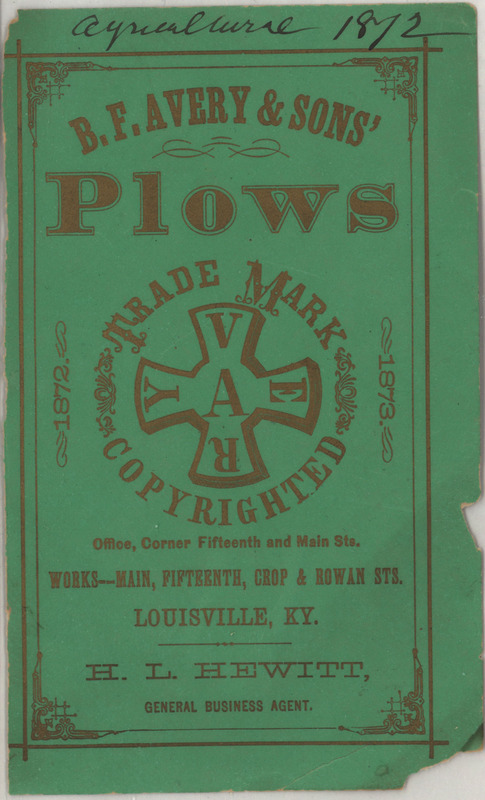 Agricultural 1872
B. F. AVERY & SONS'
Plows
TRADE MARK
1872.
V
Y A E
R
1873.
COPYRIGHTED
Office, Corner Fifteenth and Main Sts.
WORKS--MAIN, FIFTEENTH, CROP & ROWAN STS.
LOUISVILLE, KY.
H. L. HEWITT,
GENERAL BUSINESS AGENT.